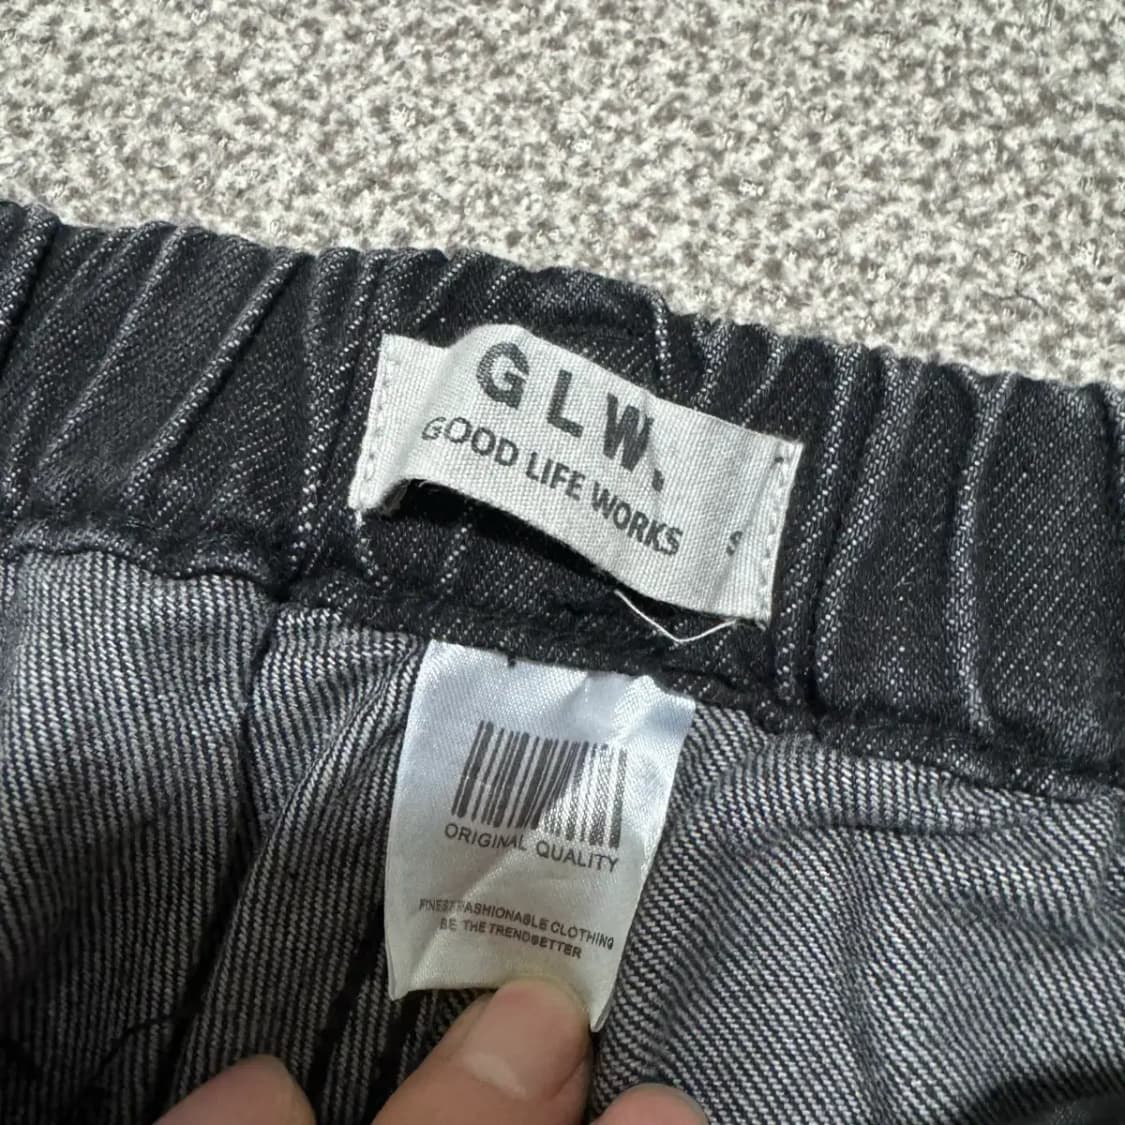 GLW.
GOOD LIFE WORKS
S
ORIGINAL QUALITY
FINEST FASHIONABLE CLOTHING
BE THE TRENDSETTER